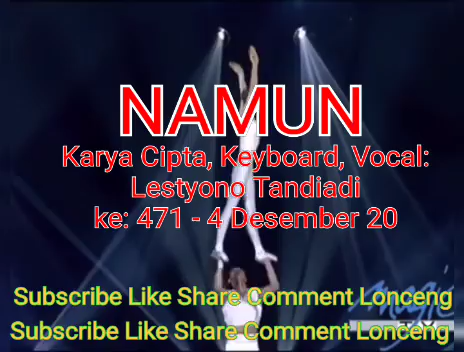 NAMUN
Karya Cipta, Keyboard, Vocal:
Lestyono Tandiadi
ke: 471 - 4 Desember 20
Subscribe Like Share Comment Lonceng
Subscribe Like Share Comment Lonceng
magic